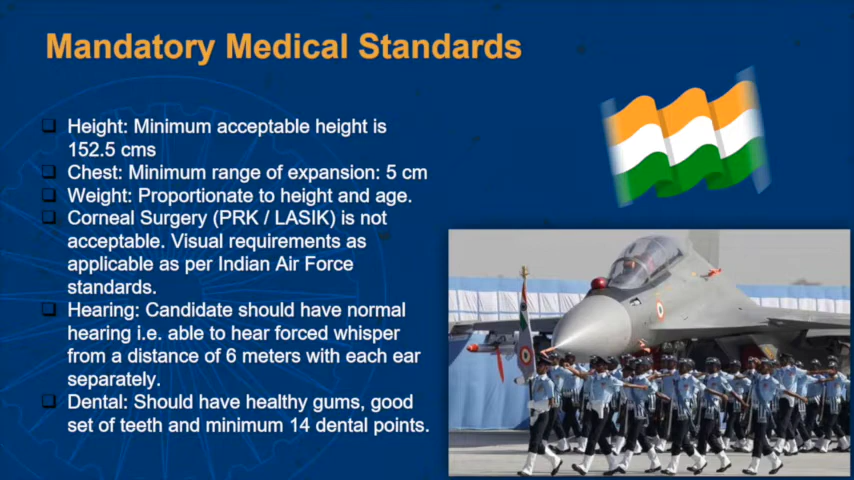 Mandatory Medical Standards
Height: Minimum acceptable height is
152.5 cms
Chest: Minimum range of expansion: 5 cm
Weight: Proportionate to height and age.
Corneal Surgery (PRK / LASIK) is not
acceptable. Visual requirements as
applicable as per Indian Air Force
standards.
Hearing: Candidate should have normal
hearing i.e. able to hear forced whisper
from a distance of 6 meters with each ear
separately.
Dental: Should have healthy gums, good
set of teeth and minimum 14 dental points.